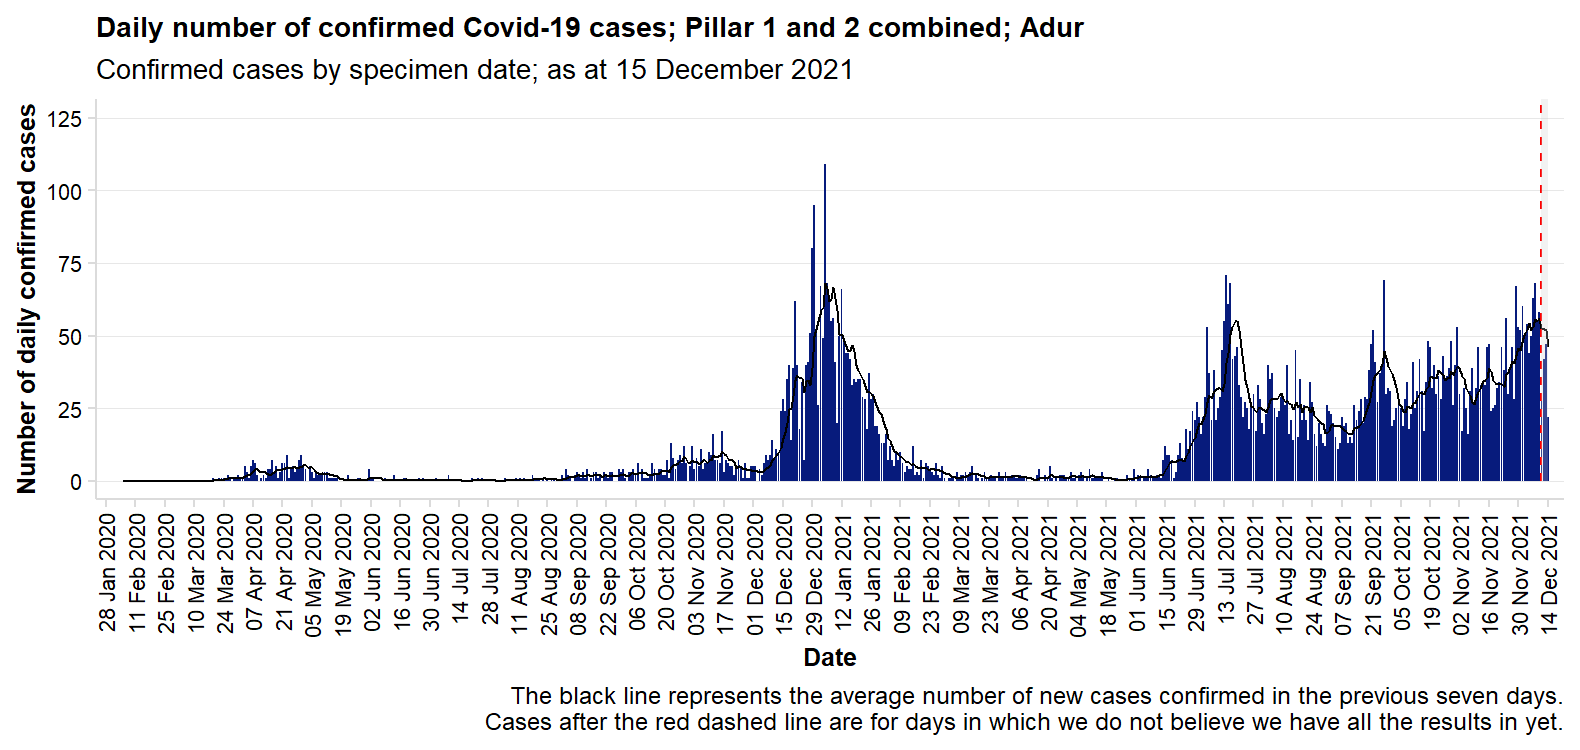 Daily number of confirmed Covid-19 cases; Pillar 1 and 2 combined; Adur
Confirmed cases by specimen date; as at 15 December 2021
Number of daily confirmed cases
125
100
75
50
25
0
28 Jan 2020
11 Feb 2020
25 Feb 2020
10 Mar 2020
24 Mar 2020
07 Apr 2020
21 Apr 2020
05 May 2020
19 May 2020
02 Jun 2020
16 Jun 2020
30 Jun 2020
14 Jul 2020
28 Jul 2020
11 Aug 2020
25 Aug 2020
08 Sep 2020
22 Sep 2020
06 Oct 2020
20 Oct 2020
03 Nov 2020
17 Nov 2020
01 Dec 2020
15 Dec 2020
29 Dec 2020
12 Jan 2021
26 Jan 2021
09 Feb 2021
23 Feb 2021
09 Mar 2021
23 Mar 2021
06 Apr 2021
20 Apr 2021
04 May 2021
18 May 2021
01 Jun 2021
15 Jun 2021
29 Jun 2021
13 Jul 2021
27 Jul 2021
10 Aug 2021
24 Aug 2021
07 Sep 2021
21 Sep 2021
05 Oct 2021
19 Oct 2021
02 Nov 2021
16 Nov 2021
30 Nov 2021
14 Dec 2021
Date
The black line represents the average number of new cases confirmed in the previous seven days.
Cases after the red dashed line are for days in which we do not believe we have all the results in yet.